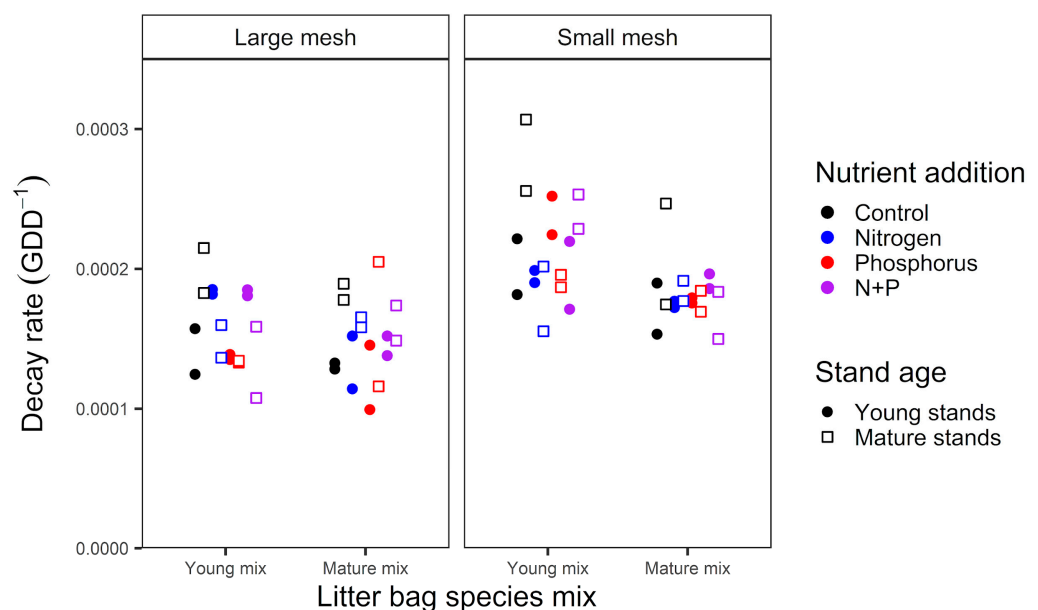 Large mesh
Small mesh
Decay rate (GDD⁻¹)
0.0003
0.0002
0.0001
0.0000
Young mix
Mature mix
Young mix
Mature mix
Litter bag species mix
Nutrient addition
Control
Nitrogen
Phosphorus
N+P
Stand age
Young stands
Mature stands